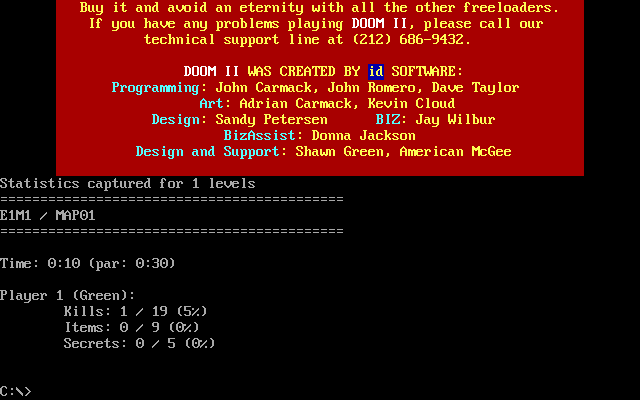 Buy it and avoid an eternity with all the other freeloaders.
If you have any problems playing DOOM II, please call our
technical support line at (212) 686-9432.
DOOM II WAS CREATED BY id SOFTWARE:
Programming: John Carmack, John Romero, Dave Taylor
Art: Adrian Carmack, Kevin Cloud
Design: Sandy Petersen BIZ: Jay Wilbur
BizAssist: Donna Jackson
Design and Support: Shawn Green, American McGee
Statistics captured for 1 levels
===========================================
E1M1 / MAP01
===========================================
Time: 0:10 (par: 0:30)
Player 1 (Green):
Kills: 1 / 19 (5%)
Items: 0 / 9 (0%)
Secrets: 0 / 5 (0%)
C:\>